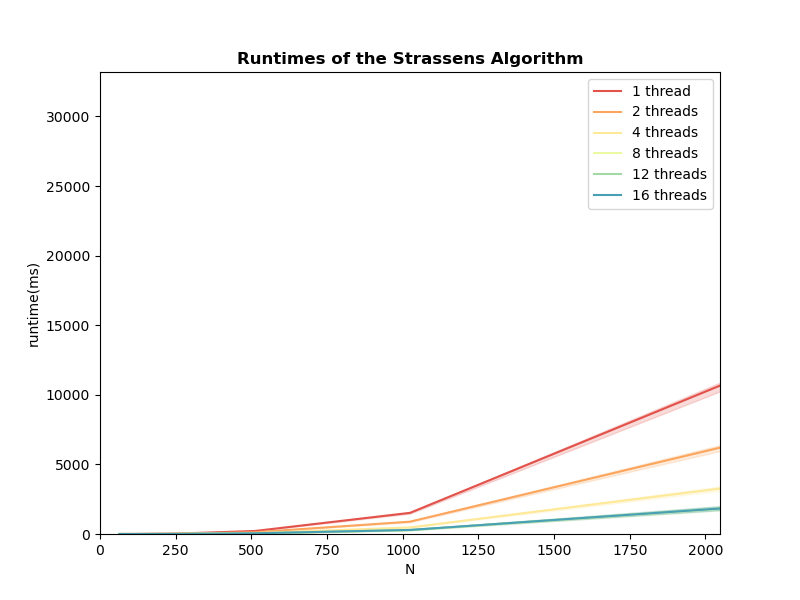 Runtimes of the Strassens Algorithm
30000
25000
20000
15000
10000
5000
0
runtime(ms)
1 thread
2 threads
4 threads
8 threads
12 threads
16 threads
0 250 500 750 1000 1250 1500 1750 2000
N